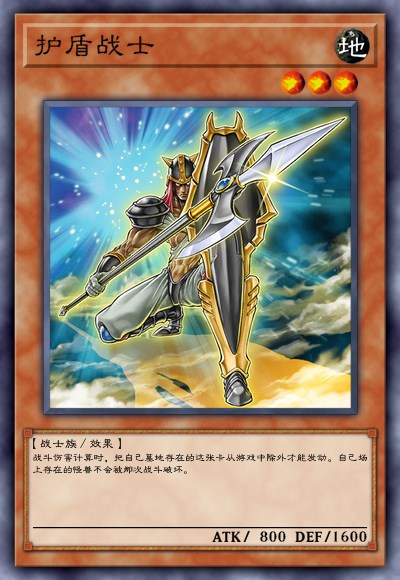 护盾战士
地
【战士族／效果】
战斗伤害计算时，把自己墓地存在的这张卡从游戏中除外才能发动。自己场
上存在的怪兽不会被那次战斗破坏。
ATK/ 800 DEF/1600